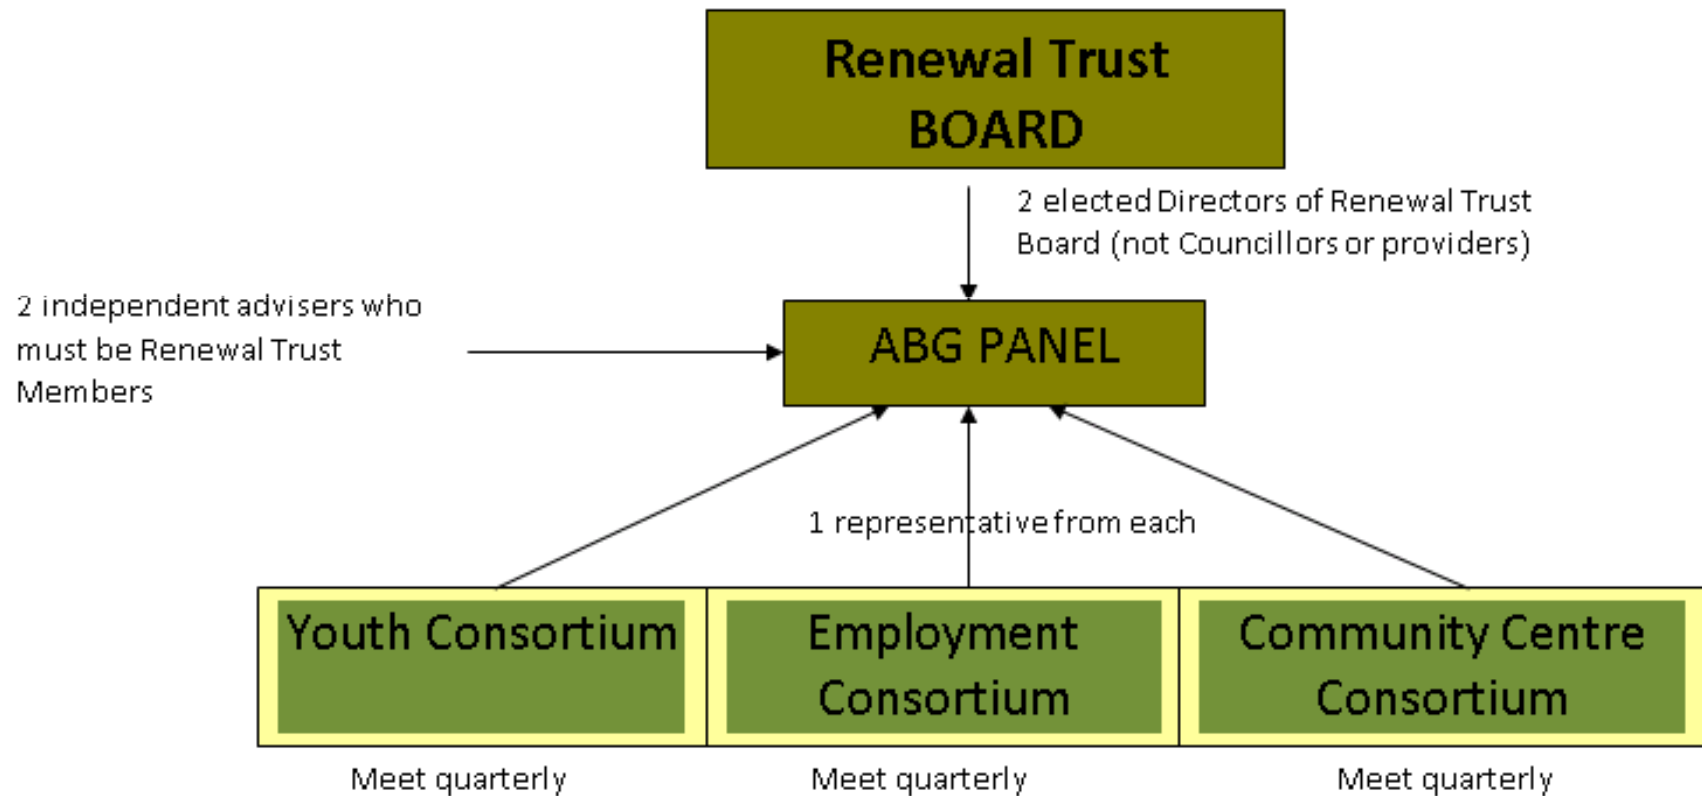 Renewal Trust
BOARD
2 elected Directors of Renewal Trust
Board (not Councillors or providers)
2 independent advisers who
must be Renewal Trust
Members
ABG PANEL
1 representative from each
Youth Consortium
Employment
Consortium
Community Centre
Consortium
Meet quarterly
Meet quarterly
Meet quarterly